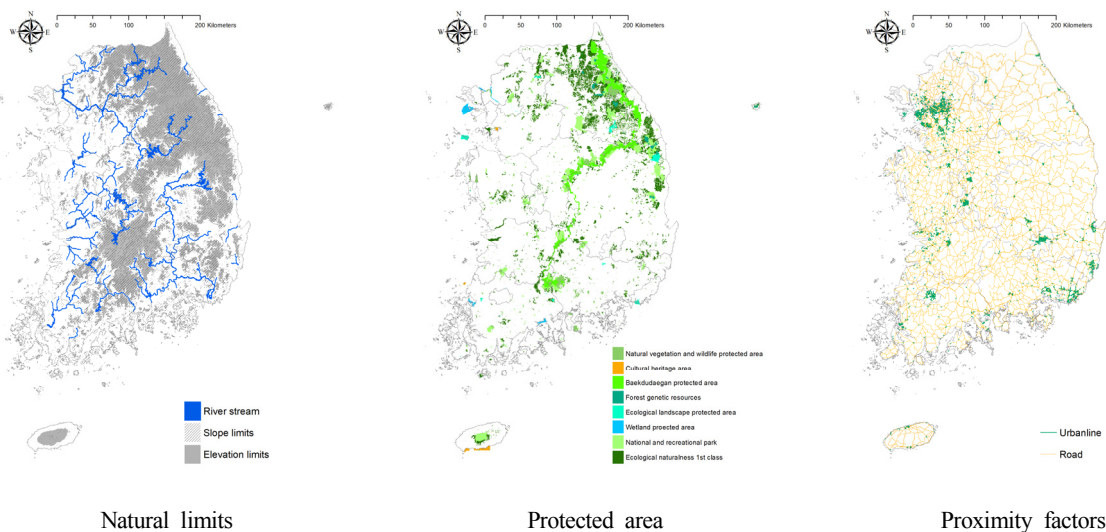 N
W E
S
0 50 100 200 Kilometers
River stream
Slope limits
Elevation limits
Natural limits
N
W E
S
0 50 100 200 Kilometers
Natural vegetation and wildlife protected area
Cultural heritage area
Baekdudaegan protected area
Forest genetic resources
Ecological landscape protected area
Wetland proected area
National and recreational park
Ecological naturalness 1st class
Protected area
N
W E
S
0 50 100 200 Kilometers
Urbanline
Road
Proximity factors